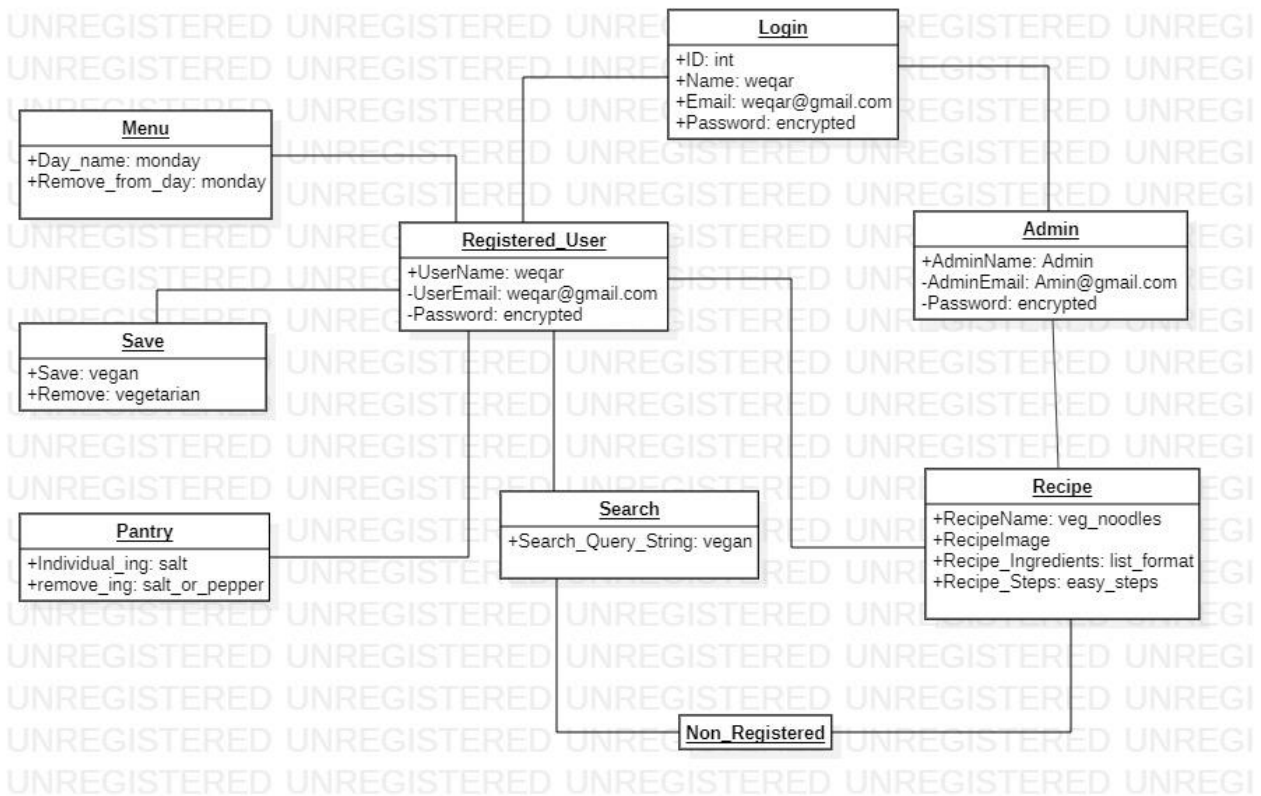 Login
+ID: int
+Name: weqar
+Email: weqar@gmail.com
+Password: encrypted
Menu
+Day_name: monday
+Remove_from_day: monday
Registered_User
+UserName: weqar
-UserEmail: weqar@gmail.com
-Password: encrypted
Admin
+AdminName: Admin
-AdminEmail: Amin@gmail.com
-Password: encrypted
Save
+Save: vegan
+Remove: vegetarian
Pantry
+Individual_ing: salt
+remove_ing: salt_or_pepper
Search
+Search_Query_String: vegan
Recipe
+RecipeName: veg_noodles
+RecipeImage
+Recipe_Ingredients: list_format
+Recipe_Steps: easy_steps
Non_Registered
UNREGISTERED